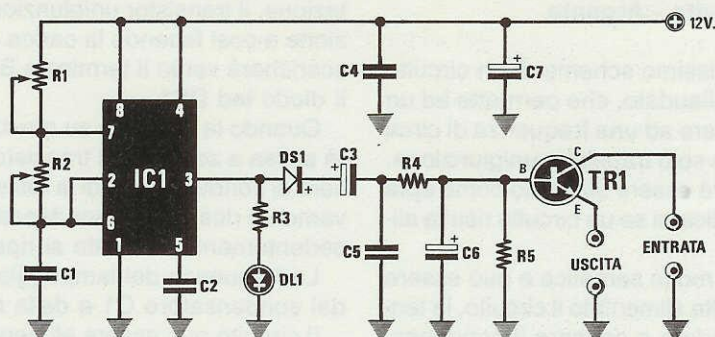 12V.
R1
C4
C7
8
4
7
R2
2
IC1
3
DS1
C3
R4
B
C
TR1
E
6
R3
1
5
C1
C2
DL1
C5
C6
R5
USCITA
ENTRATA